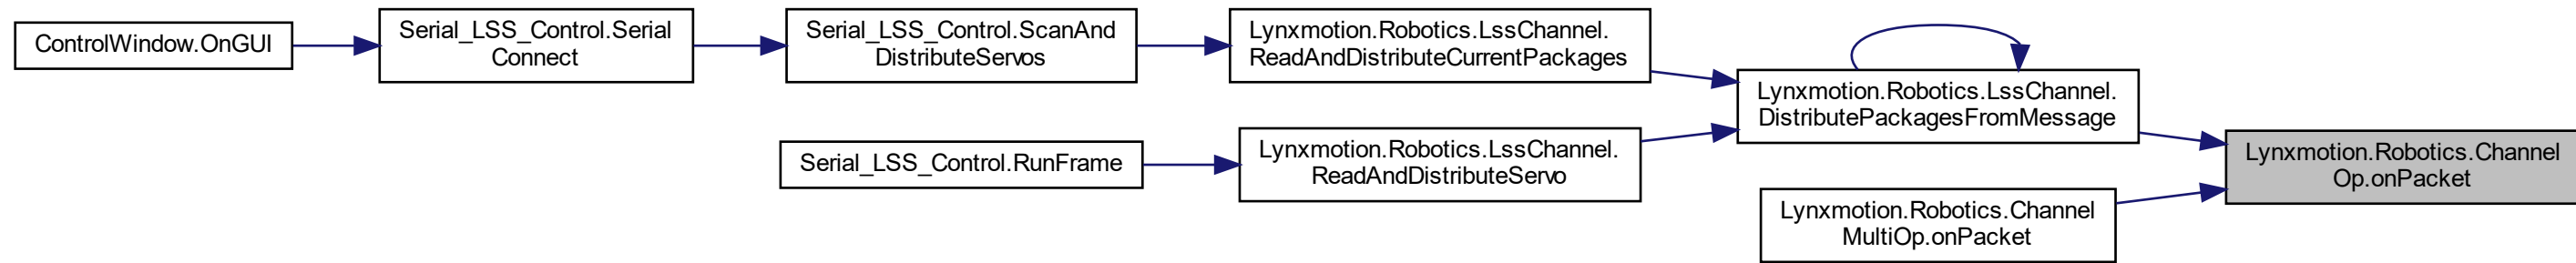 ControlWindow.OnGUI
Serial_LSS_Control.Serial
Connect
Serial_LSS_Control.ScanAnd
DistributeServos
Lynxmotion.Robotics.LssChannel.
ReadAndDistributeCurrentPackages
Lynxmotion.Robotics.LssChannel.
DistributePackagesFromMessage
Serial_LSS_Control.RunFrame
Lynxmotion.Robotics.LssChannel.
ReadAndDistributeServo
Lynxmotion.Robotics.Channel
Op.onPacket
Lynxmotion.Robotics.Channel
MultiOp.onPacket